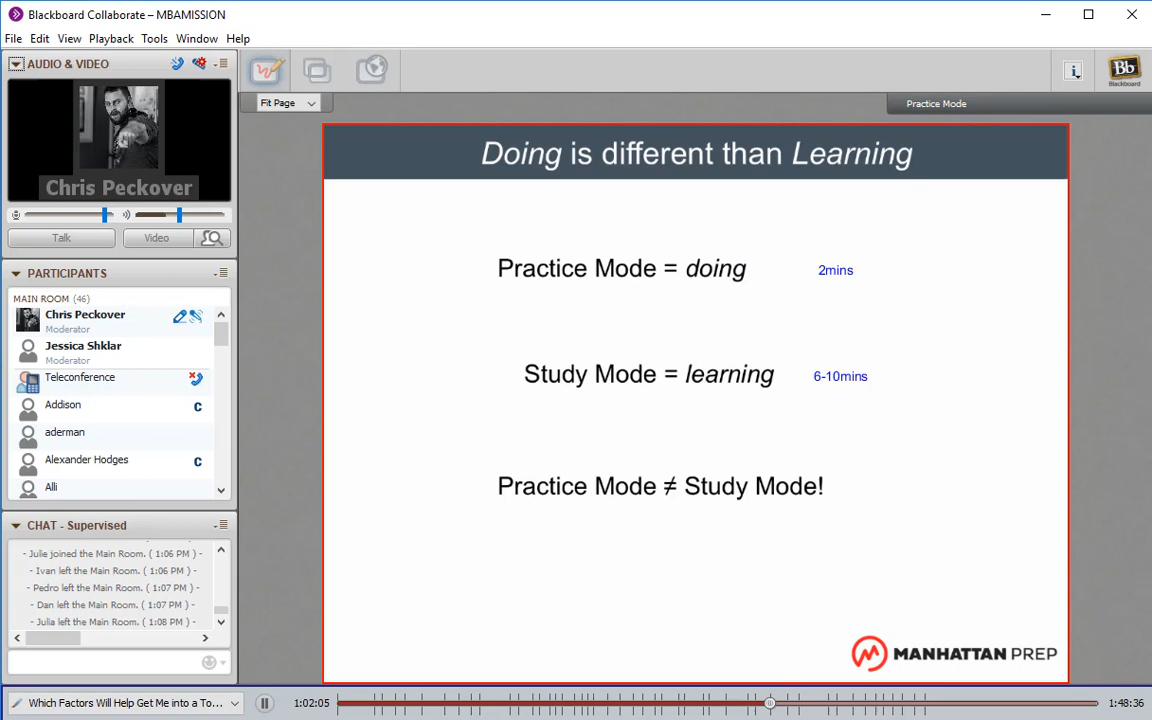 Blackboard Collaborate – MBAMISSION
File Edit View Playback Tools Window Help
AUDIO & VIDEO
Chris Peckover
Talk
Video
PARTICIPANTS
MAIN ROOM (46)
Chris Peckover
Moderator
Jessica Shklar
Moderator
Teleconference
Addison C
aderman
Alexander Hodges C
Alli
CHAT - Supervised
- Julie joined the Main Room. ( 1:06 PM ) -
- Ivan left the Main Room. ( 1:06 PM ) -
- Pedro left the Main Room. ( 1:07 PM ) -
- Dan left the Main Room. ( 1:07 PM ) -
- Julia left the Main Room. ( 1:08 PM ) -
Fit Page
Practice Mode
Bb
Blackboard
Doing is different than Learning
Practice Mode = doing 2mins
Study Mode = learning 6-10mins
Practice Mode ≠ Study Mode!
MANHATTAN PREP
Which Factors Will Help Get Me into a To...
1:02:05
1:48:36